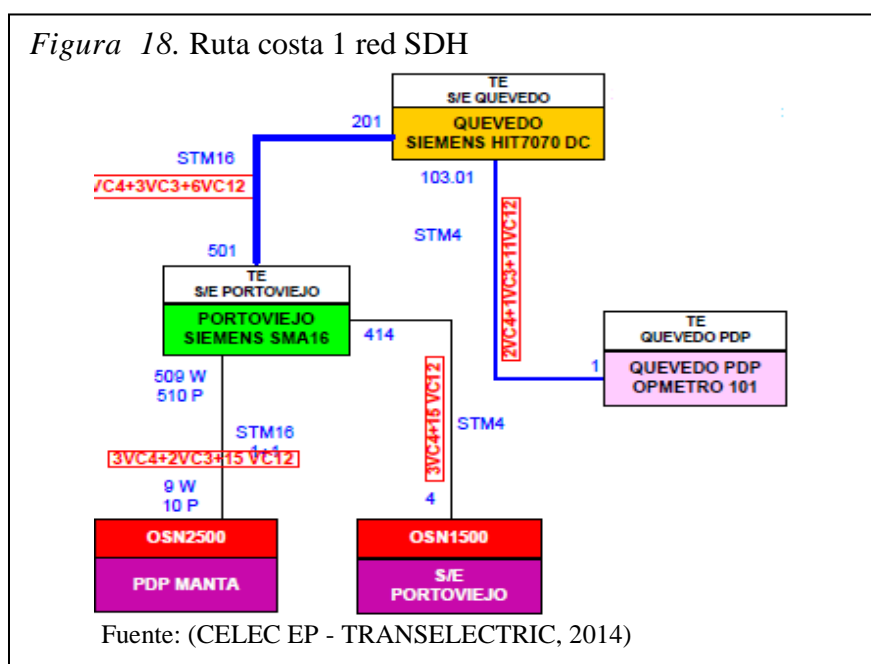 Figura 18. Ruta costa 1 red SDH
TE
S/E QUEVEDO
QUEVEDO
SIEMENS HIT7070 DC
201
STM16
VC4+3VC3+6VC12
103.01
STM4
2VC4+1VC3+11VC12
501
TE
S/E PORTOVIEJO
PORTOVIEJO
SIEMENS SMA16
414
TE
QUEVEDO PDP
QUEVEDO PDP
OPMETRO 101
1
509 W
510 P
STM16
1+1
3VC4+2VC3+15 VC12
9 W
10 P
3VC4+15 VC12
STM4
4
OSN2500
PDP MANTA
OSN1500
S/E
PORTOVIEJO
Fuente: (CELEC EP - TRANSELECTRIC, 2014)